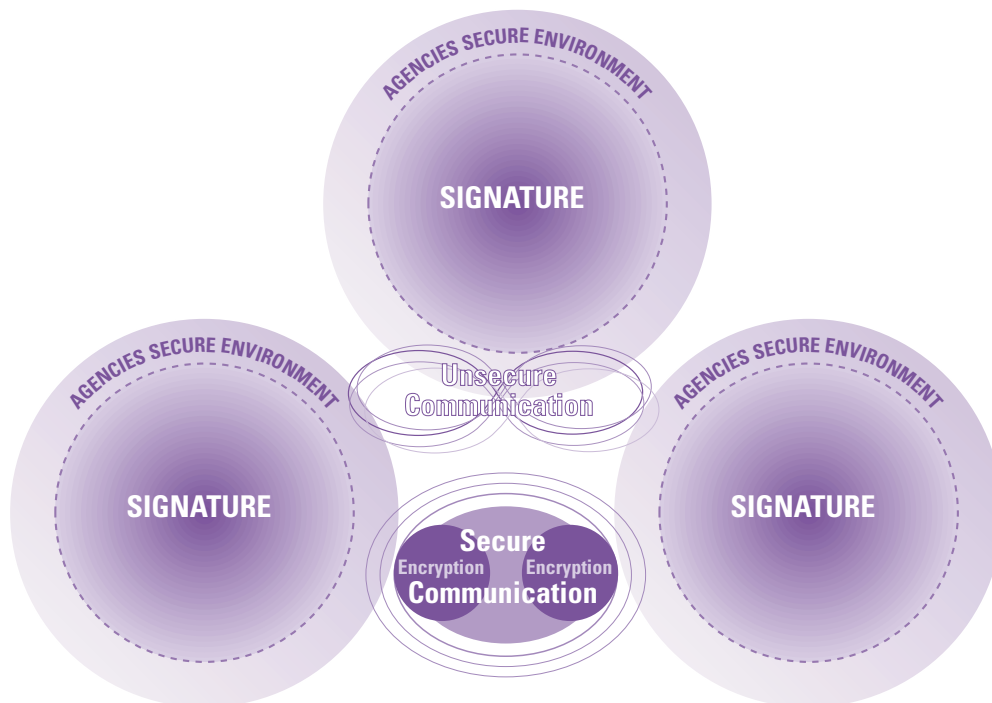 AGENCIES SECURE ENVIRONMENT
SIGNATURE
AGENCIES SECURE ENVIRONMENT
SIGNATURE
Unsecure
Communication
AGENCIES SECURE ENVIRONMENT
SIGNATURE
Secure
Encryption Encryption
Communication